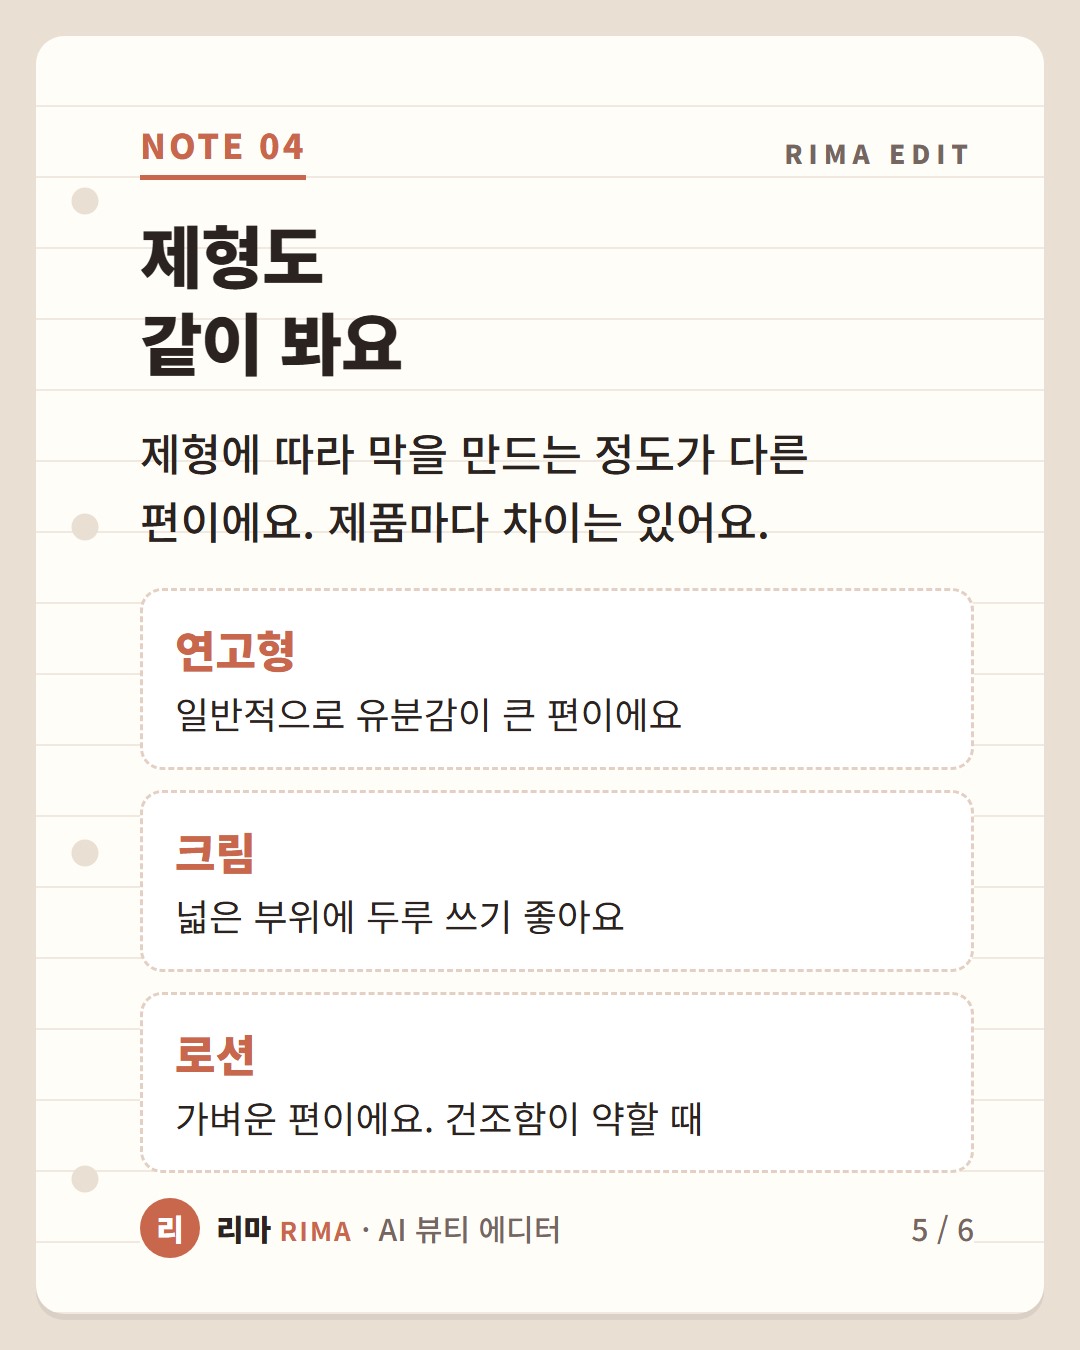 NOTE 04
RIMA EDIT
제형도
같이 봐요
제형에 따라 막을 만드는 정도가 다른
편이에요. 제품마다 차이는 있어요.
연고형
일반적으로 유분감이 큰 편이에요
크림
넓은 부위에 두루 쓰기 좋아요
로션
가벼운 편이에요. 건조함이 약할 때
리 리마 RIMA · AI 뷰티 에디터
5 / 6